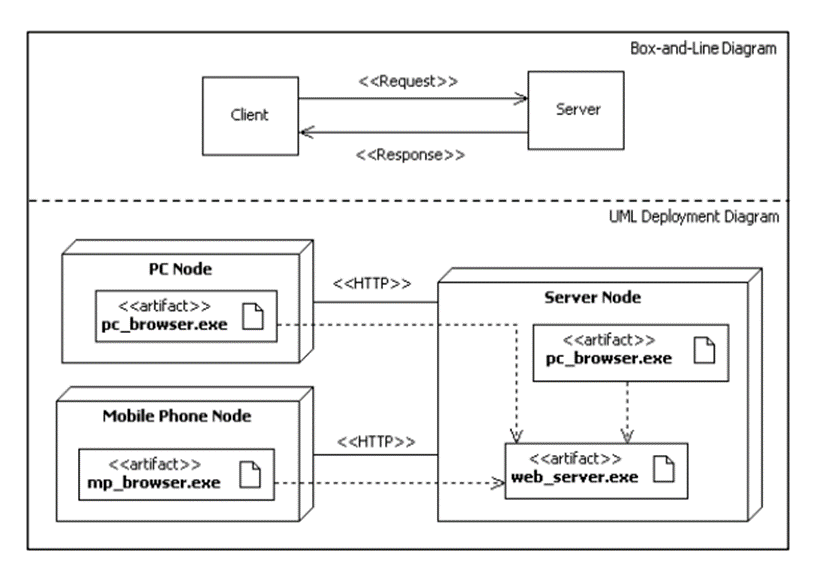 Box-and-Line Diagram
<<Request>>
Client
Server
<<Response>>
UML Deployment Diagram
PC Node
<<artifact>>
pc_browser.exe
<<HTTP>>
Server Node
<<artifact>>
pc_browser.exe
Mobile Phone Node
<<artifact>>
mp_browser.exe
<<HTTP>>
<<artifact>>
web_server.exe